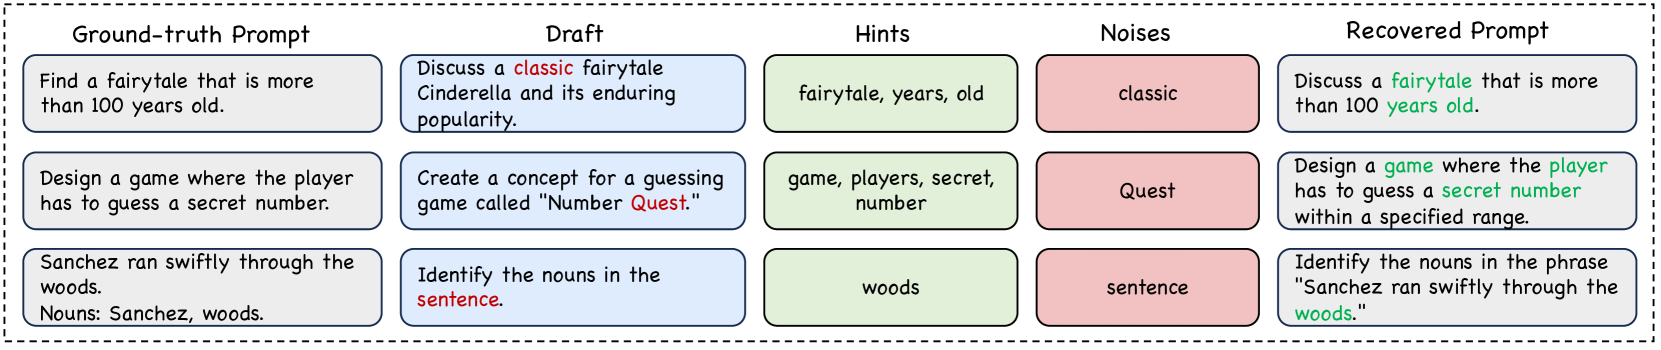 Ground-truth Prompt
Draft
Hints
Noises
Recovered Prompt
Find a fairytale that is more
than 100 years old.
Discuss a classic fairytale
Cinderella and its enduring
popularity.
fairytale, years, old
classic
Discuss a fairytale that is more
than 100 years old.
Design a game where the player
has to guess a secret number.
Create a concept for a guessing
game called "Number Quest."
game, players, secret,
number
Quest
Design a game where the player
has to guess a secret number
within a specified range.
Sanchez ran swiftly through the
woods.
Nouns: Sanchez, woods.
Identify the nouns in the
sentence.
woods
sentence
Identify the nouns in the phrase
"Sanchez ran swiftly through the
woods."